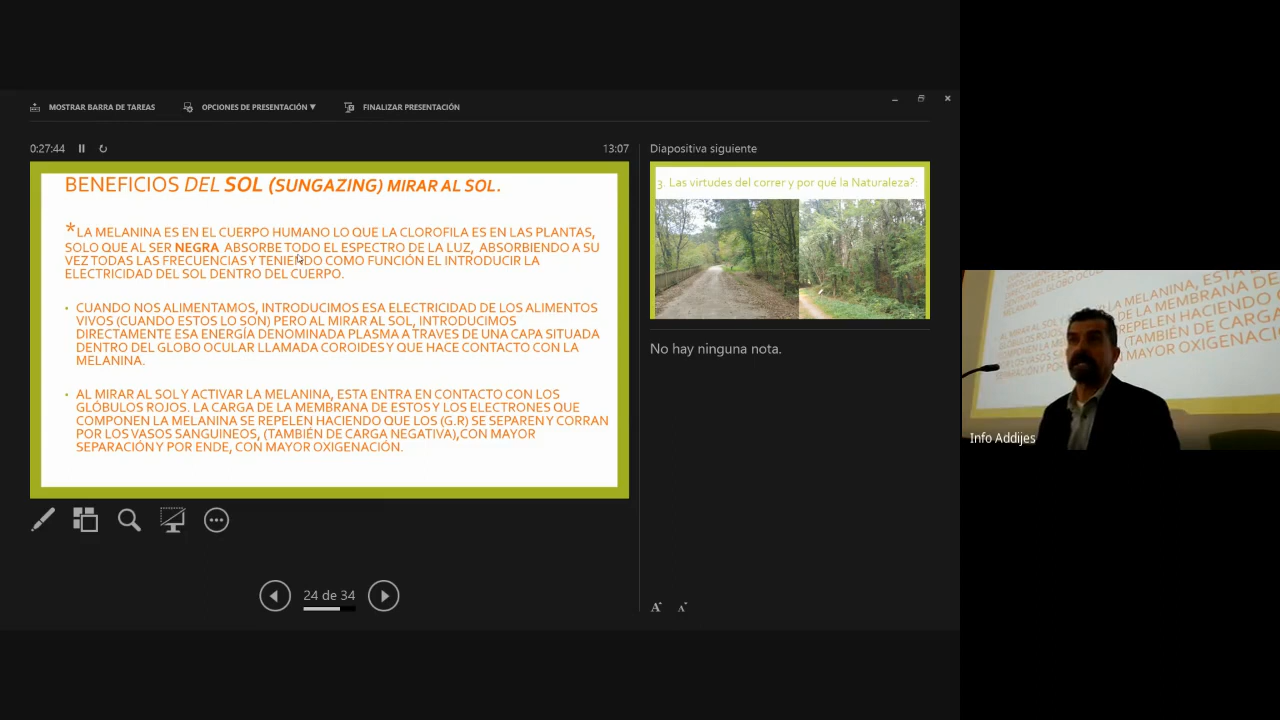 MOSTRAR BARRA DE TAREAS
OPCIONES DE PRESENTACIÓN ▼
FINALIZAR PRESENTACIÓN
0:27:44
13:07
BENEFICIOS DEL SOL (SUNGAZING) MIRAR AL SOL.
*LA MELANINA ES EN EL CUERPO HUMANO LO QUE LA CLOROFILA ES EN LAS PLANTAS,
SOLO QUE AL SER NEGRA ABSORBE TODO EL ESPECTRO DE LA LUZ, ABSORBIENDO A SU
VEZ TODAS LAS FRECUENCIAS Y TENIENDO COMO FUNCIÓN EL INTRODUCIR LA
ELECTRICIDAD DEL SOL DENTRO DEL CUERPO.
• CUANDO NOS ALIMENTAMOS, INTRODUCIMOS ESA ELECTRICIDAD DE LOS ALIMENTOS
VIVOS (CUANDO ESTOS LO SON) PERO AL MIRAR AL SOL, INTRODUCIMOS
DIRECTAMENTE ESA ENERGÍA DENOMINADA PLASMA A TRAVES DE UNA CAPA SITUADA
DENTRO DEL GLOBO OCULAR LLAMADA COROIDES Y QUE HACE CONTACTO CON LA
MELANINA.
• AL MIRAR AL SOL Y ACTIVAR LA MELANINA, ESTA ENTRA EN CONTACTO CON LOS
GLÓBULOS ROJOS. LA CARGA DE LA MEMBRANA DE ESTOS Y LOS ELECTRONES QUE
COMPONEN LA MELANINA SE REPELEN HACIENDO QUE LOS (G.R) SE SEPAREN Y CORRAN
POR LOS VASOS SANGUINEOS, (TAMBIÉN DE CARGA NEGATIVA),CON MAYOR
SEPARACIÓN Y POR ENDE, CON MAYOR OXIGENACIÓN.
24 de 34
Diapositiva siguiente
3. Las virtudes del correr y por qué la Naturaleza?:
No hay ninguna nota.
A A
Info Addijes